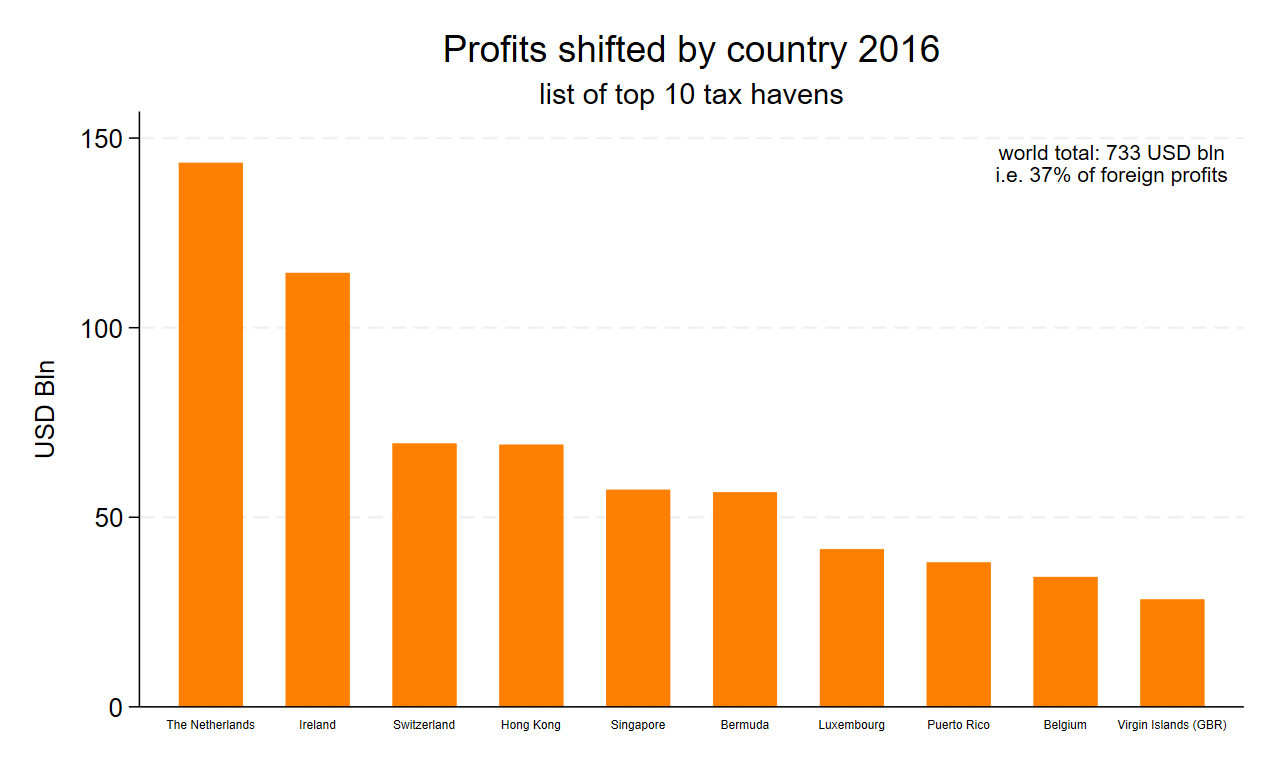 Profits shifted by country 2016
list of top 10 tax havens
world total: 733 USD bln
i.e. 37% of foreign profits
USD Bln
150
100
50
0
The Netherlands
Ireland
Switzerland
Hong Kong
Singapore
Bermuda
Luxembourg
Puerto Rico
Belgium
Virgin Islands (GBR)